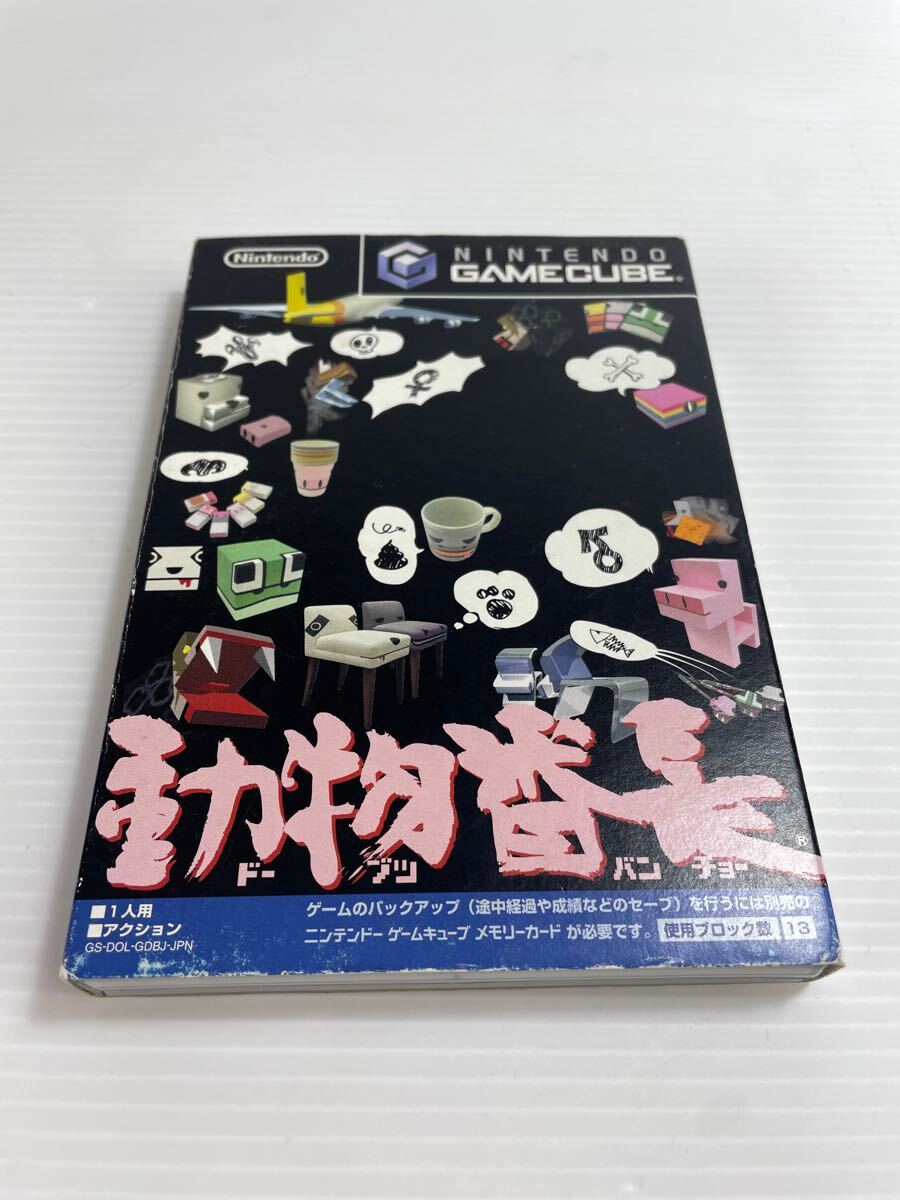 Nintendo
NINTENDO
GAMECUBE®
動物番長®
ドー ブツ バン チョー
■1人用
■アクション
GS-DOL-GDBJ-JPN
ゲームのバックアップ（途中経過や成績などのセーブ）を行うには別売の
ニンテンドー ゲームキューブ メモリーカード が必要です。 使用ブロック数 13